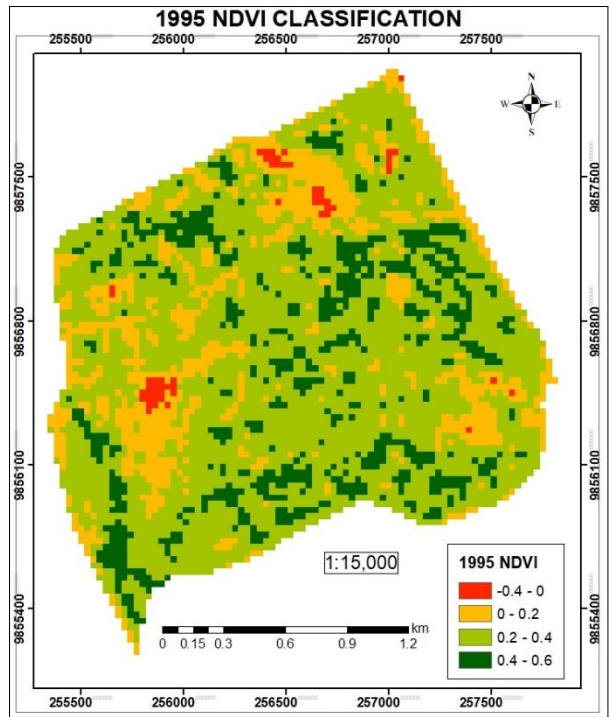 1995 NDVI CLASSIFICATION
255500 256000 256500 257000 257500
N
W E
S
9857500 9857500
9856800 9856800
9856100 9856100
9855400 9855400
1:15,000
1995 NDVI
-0.4 - 0
0 - 0.2
0.2 - 0.4
0.4 - 0.6
km
0 0.15 0.3 0.6 0.9 1.2
255500 256000 256500 257000 257500